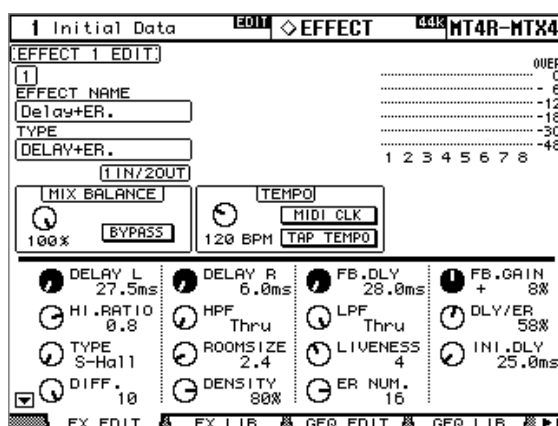 1 Initial Data EDIT ◇EFFECT 44K MT4R-MTX4
EFFECT 1 EDIT
1
EFFECT NAME
Delay+ER.
TYPE
DELAY+ER.
1 IN/2OUT
OVER
0
- 6
-12
-18
-30
-48
1 2 3 4 5 6 7 8
MIX BALANCE
100%
BYPASS
TEMPO
120 BPM
MIDI CLK
TAP TEMPO
DELAY L 27.5ms
DELAY R 6.0ms
FB.DLY 28.0ms
FB.GAIN + 8%
HI.RATIO 0.8
HPF Thru
LPF Thru
DLY/ER 58%
TYPE S-Hall
ROOMSIZE 2.4
LIVENESS 4
INI.DLY 25.0ms
DIFF. 10
DENSITY 80%
ER NUM. 16
FX EDIT FX LIB GEQ EDIT GEQ LIB